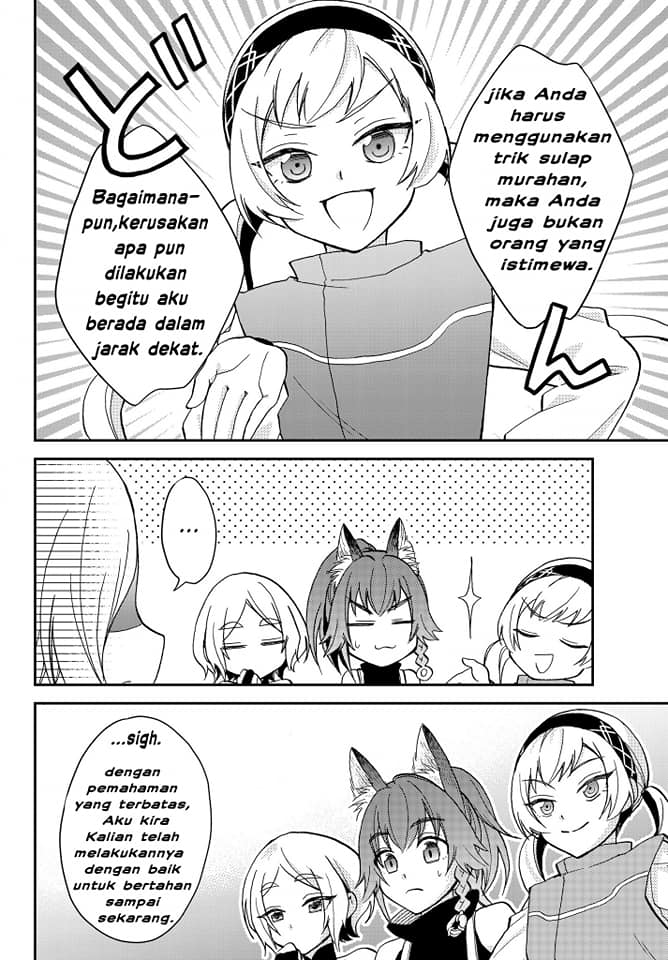 jika Anda
harus
menggunakan
trik sulap
murahan,
maka Anda
juga bukan
orang yang
istimewa.
Bagaimana-
pun,kerusakan
apa pun
dilakukan
begitu aku
berada dalam
jarak dekat.
どん
...
...sigh.
dengan
pemahaman
yang terbatas,
Aku kira
Kalian telah
melakukannya
dengan baik
untuk bertahan
sampai
sekarang.